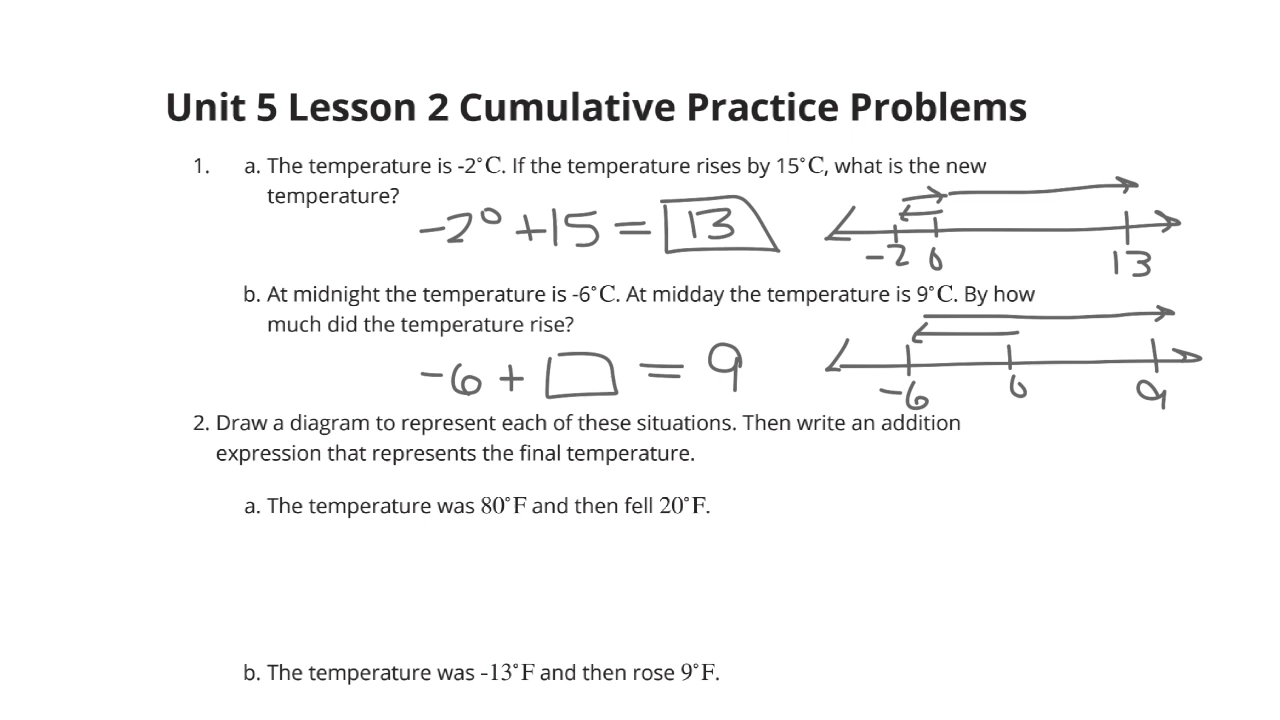 Unit 5 Lesson 2 Cumulative Practice Problems
1. a. The temperature is -2°C. If the temperature rises by 15°C, what is the new
temperature?
-2° +15 = 13
-2 0 13
b. At midnight the temperature is -6°C. At midday the temperature is 9°C. By how
much did the temperature rise?
-6 + □ = 9
-6 0 9
2. Draw a diagram to represent each of these situations. Then write an addition
expression that represents the final temperature.
a. The temperature was 80°F and then fell 20°F.
b. The temperature was -13°F and then rose 9°F.